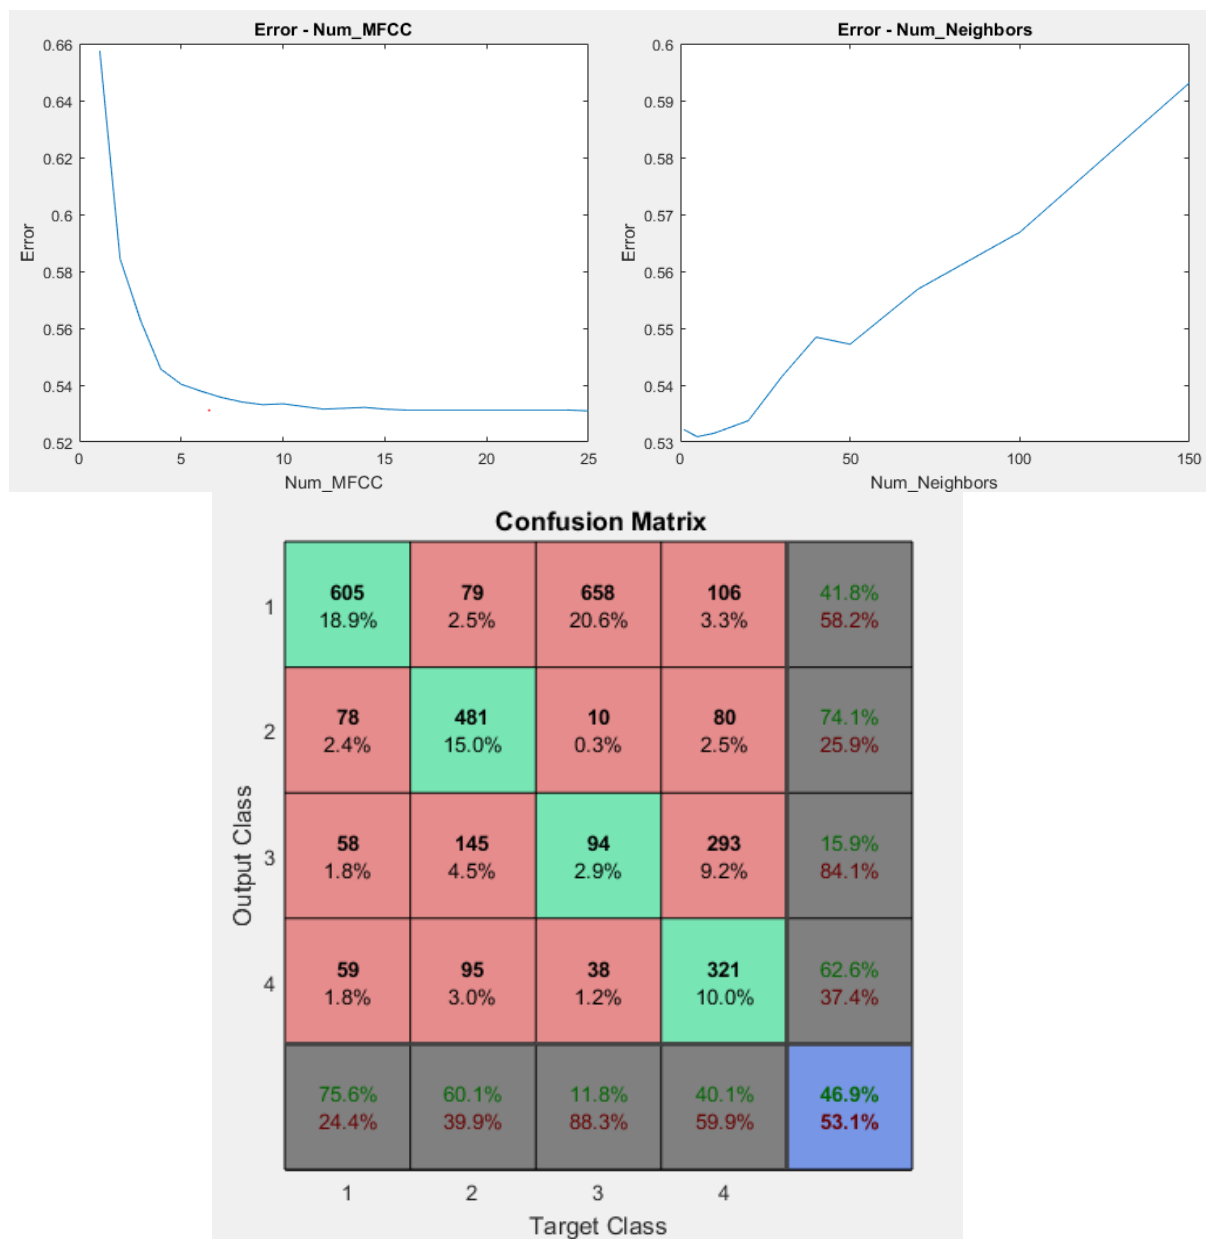 Error - Num_MFCC
0.66
0.64
0.62
0.6
0.58
0.56
0.54
0.52
Error
0 5 10 15 20 25
Num_MFCC
Error - Num_Neighbors
0.6
0.59
0.58
0.57
0.56
0.55
0.54
0.53
Error
0 50 100 150
Num_Neighbors
Confusion Matrix
Output Class
1 605 79 658 106 41.8%
18.9% 2.5% 20.6% 3.3% 58.2%
2 78 481 10 80 74.1%
2.4% 15.0% 0.3% 2.5% 25.9%
3 58 145 94 293 15.9%
1.8% 4.5% 2.9% 9.2% 84.1%
4 59 95 38 321 62.6%
1.8% 3.0% 1.2% 10.0% 37.4%
75.6% 60.1% 11.8% 40.1% 46.9%
24.4% 39.9% 88.3% 59.9% 53.1%
1 2 3 4
Target Class